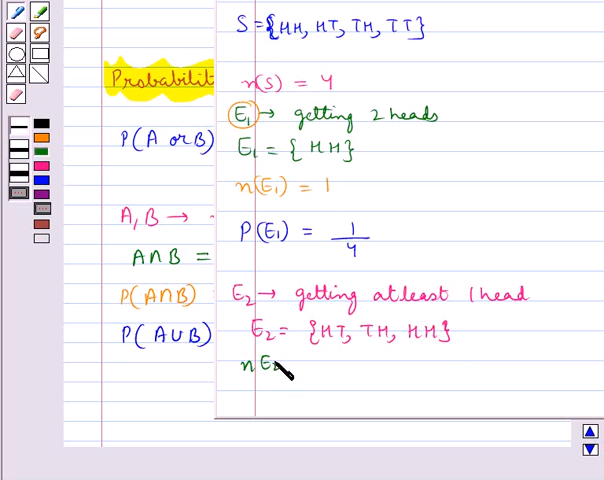 S = {HH, HT, TH, TT}
Probabilit
n(S) = 4
E₁ → getting 2 heads
P(A or B)
E₁ = {HH}
n(E₁) = 1
A, B →
P(E₁) = 1/4
A∩B =
P(A∩B)
E₂ → getting atleast 1 head
P(A∪B)
E₂ = {HT, TH, HH}
n E